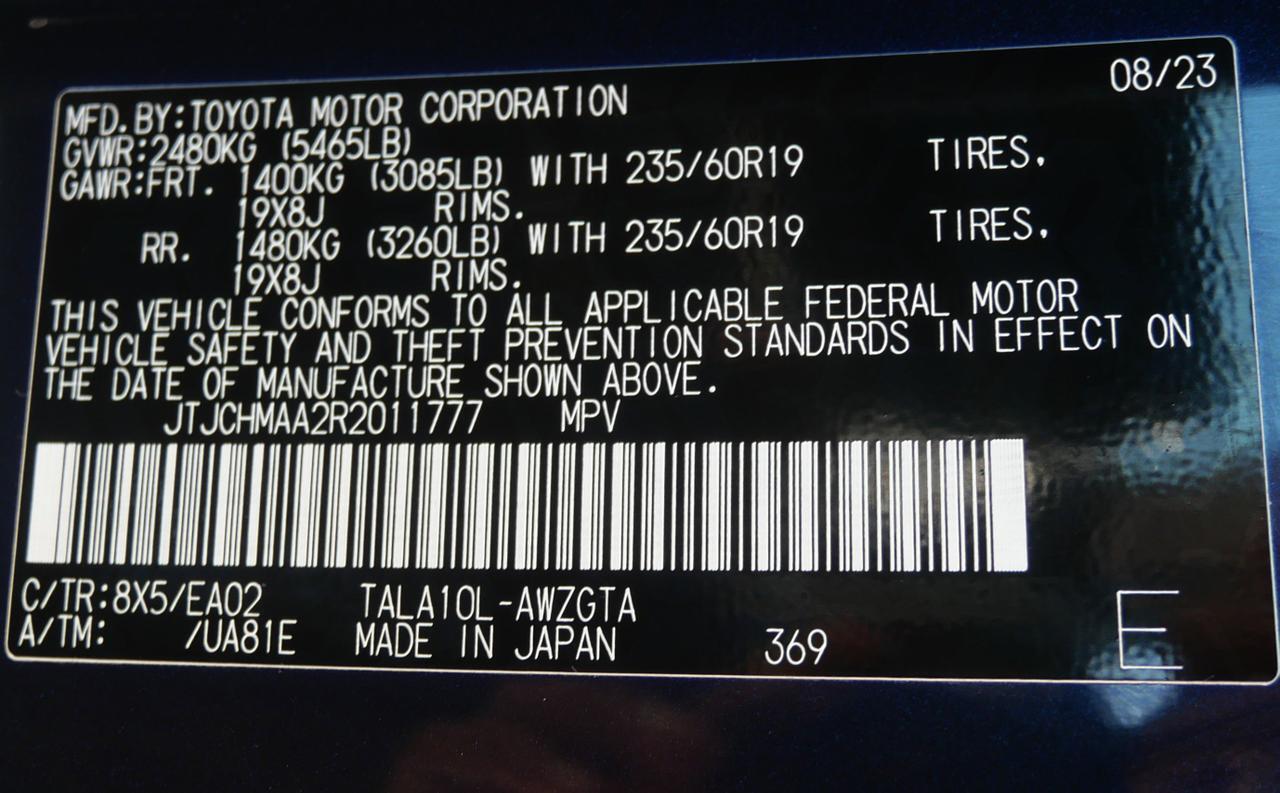 08/23
MFD.BY:TOYOTA MOTOR CORPORATION
GVWR:2480KG (5465LB)
GAWR:FRT. 1400KG (3085LB) WITH 235/60R19 TIRES.
19X8J RIMS.
RR. 1480KG (3260LB) WITH 235/60R19 TIRES.
19X8J RIMS.
THIS VEHICLE CONFORMS TO ALL APPLICABLE FEDERAL MOTOR
VEHICLE SAFETY AND THEFT PREVENTION STANDARDS IN EFFECT ON
THE DATE OF MANUFACTURE SHOWN ABOVE.
JTJCHMAA2R2011777 MPV
C/TR:8X5/EA02 TALA10L-AWZGTA
A/TM: /UA81E MADE IN JAPAN 369 E